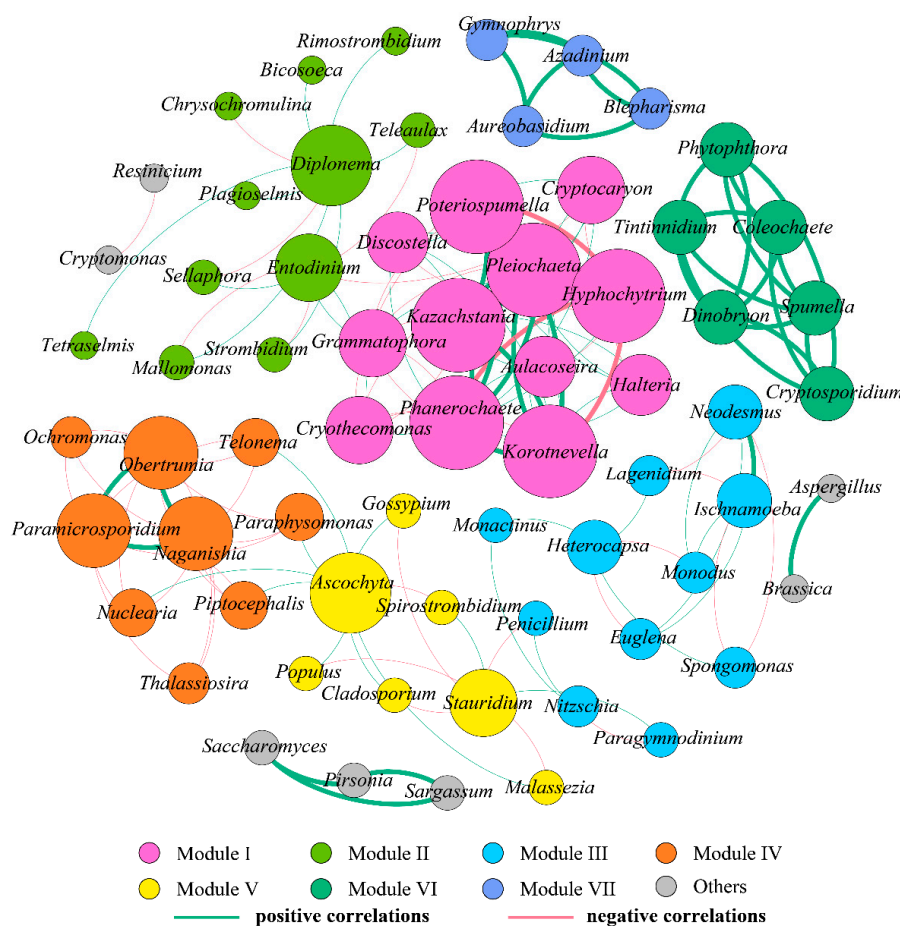 Gymnophrys
Rimostrombidium
Azadinium
Bicosoeca
Chrysochromulina
Blepharisma
Teleaulax
Aureobasidium
Phytophthora
Diplonema
Resinicium
Cryptocaryon
Plagioselmis
Poteriospumella
Tintinnidium
Coleochaete
Discostella
Cryptomonas
Entodinium
Pleiochaeta
Sellaphora
Hyphochytrium
Spumella
Kazachstania
Dinobryon
Tetraselmis
Strombidium
Grammatophora
Mallomonas
Aulacoseira
Halteria
Cryptosporidium
Phanerochaete
Neodesmus
Cryothecomonas
Ochromonas
Telonema
Korotnevella
Obertrumia
Lagenidium
Aspergillus
Gossypium
Ischnamoeba
Paramicrosporidium
Paraphysomonas
Monactinus
Naganishia
Heterocapsa
Monodus
Ascochyta
Brassica
Nuclearia
Piptocephalis
Spirostrombidium
Penicillium
Euglena
Spongomonas
Populus
Thalassiosira
Cladosporium
Stauridium
Nitzschia
Paragymnodinium
Saccharomyces
Pirsonia
Sargassum
Malassezia
Module I
Module II
Module III
Module IV
Module V
Module VI
Module VII
Others
positive correlations
negative correlations